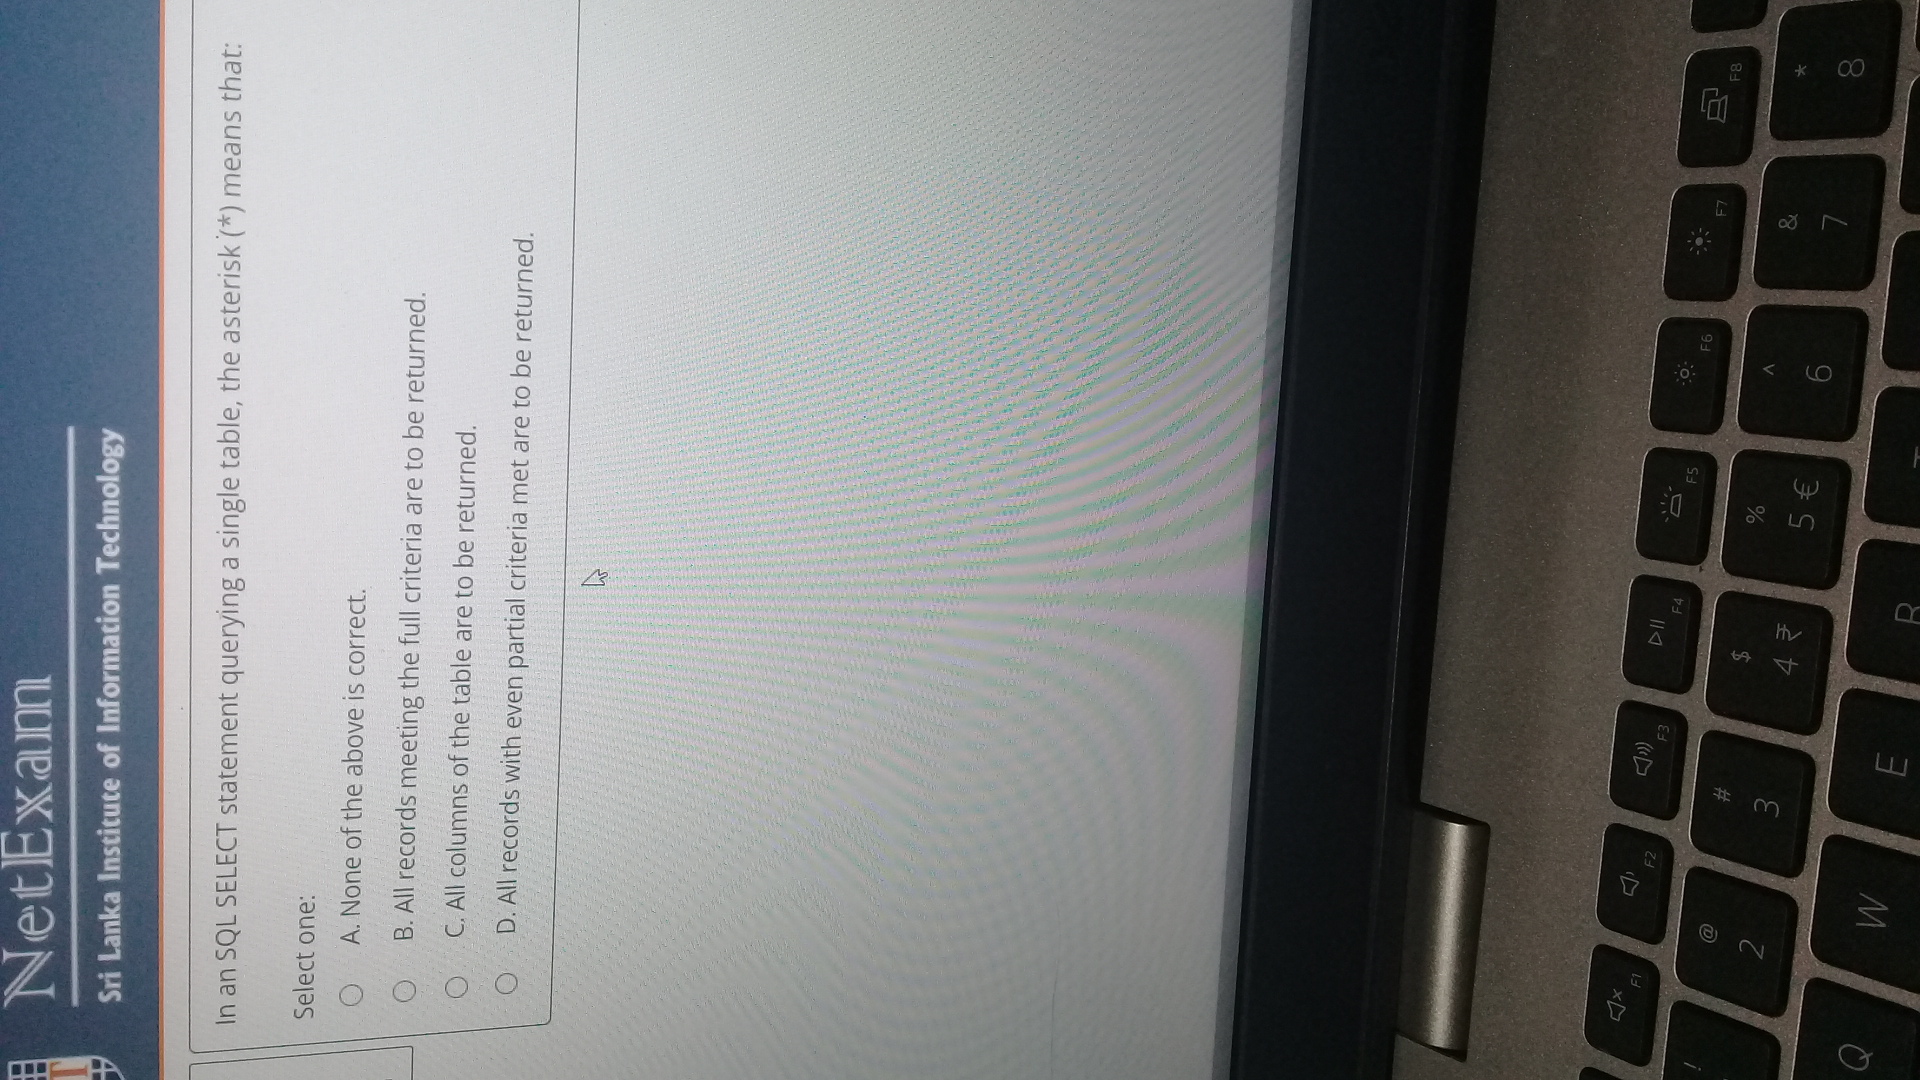 NetExam
T
Sri Lanka Institute of Information Technology
In an SQL SELECT statement querying a single table, the asterisk (*) means that:
Select one:
A. None of the above is correct.
B. All records meeting the full criteria are to be returned.
C. All columns of the table are to be returned.
D. All records with even partial criteria met are to be returned.
F1 F2 F3 F4 F5 F6 F7 F8
! @ # $ % ^ & *
2 3 4 ₹ 5 € 6 7 8
Q W E R